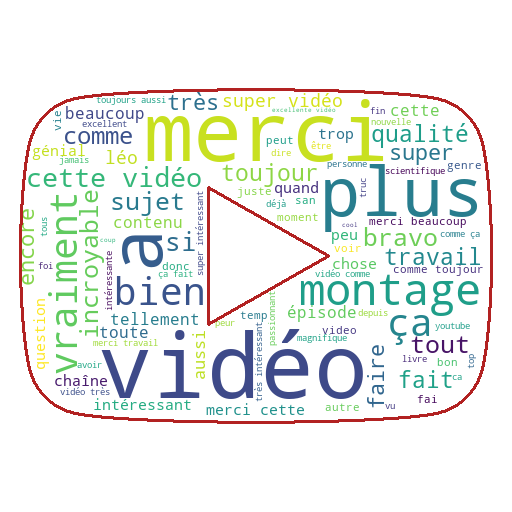 toujours aussi
excellente vidéo
très
super vidéo
fin
cette
vie
beaucoup
excellent
merci
nouvelle
comme
trop
qualité
génial
jamais
léo
peut
dire
être
super
personne
genre
scientifique
cette vidéo
toujour
truc
quand
juste
plus
sujet
déjà
san
merci beaucoup
encore
tous
vraiment
incroyable
contenu
super intéressant
moment
peu
bravo
comme ça
a
si
coup
cool
voir
travail
foi
intéressante
donc
ça fait
chose
vidéo comme
comme toujour
bien
montage
question
tellement
temp
passionnant
épisode
depuis
ça
youtube
toute
peur
video
magnifique
tout
merci travail
aussi
très intéressant
vidéo
faire
livre
bon
top
chaîne
avoir
vidéo très
fait
ca
fai
intéressant
merci cette
autre
vu